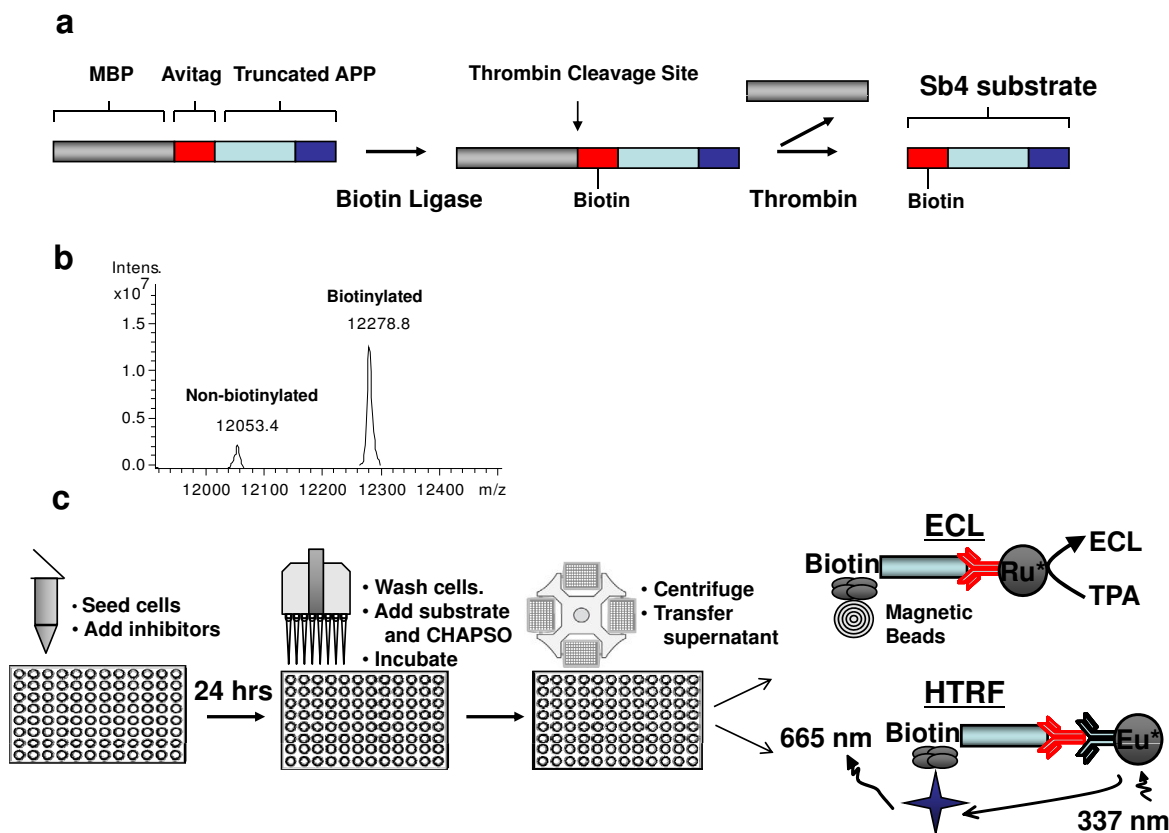 a
MBP Avitag Truncated APP
Thrombin Cleavage Site
Sb4 substrate
Biotin Ligase
Biotin
Thrombin
Biotin
b
Intens.
x10^7
1.5
1.0
0.5
0.0
Non-biotinylated
12053.4
Biotinylated
12278.8
12000 12100 12200 12300 12400 m/z
c
• Seed cells
• Add inhibitors
24 hrs
• Wash cells.
• Add substrate
and CHAPSO
• Incubate
• Centrifuge
• Transfer
supernatant
ECL
Biotin
Ru*
ECL
TPA
Magnetic
Beads
HTRF
Biotin
665 nm
Eu*
337 nm